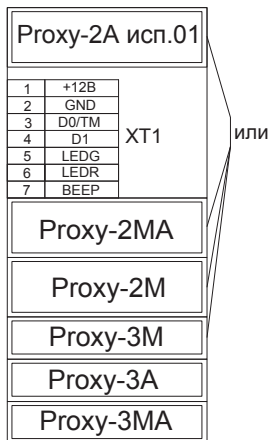 Proxy-2A исп.01
1 +12В
2 GND
3 D0/TM
4 D1
5 LEDG
6 LEDR
7 BEEP
XT1
или
Proxy-2MA
Proxy-2M
Proxy-3M
Proxy-3A
Proxy-3MA